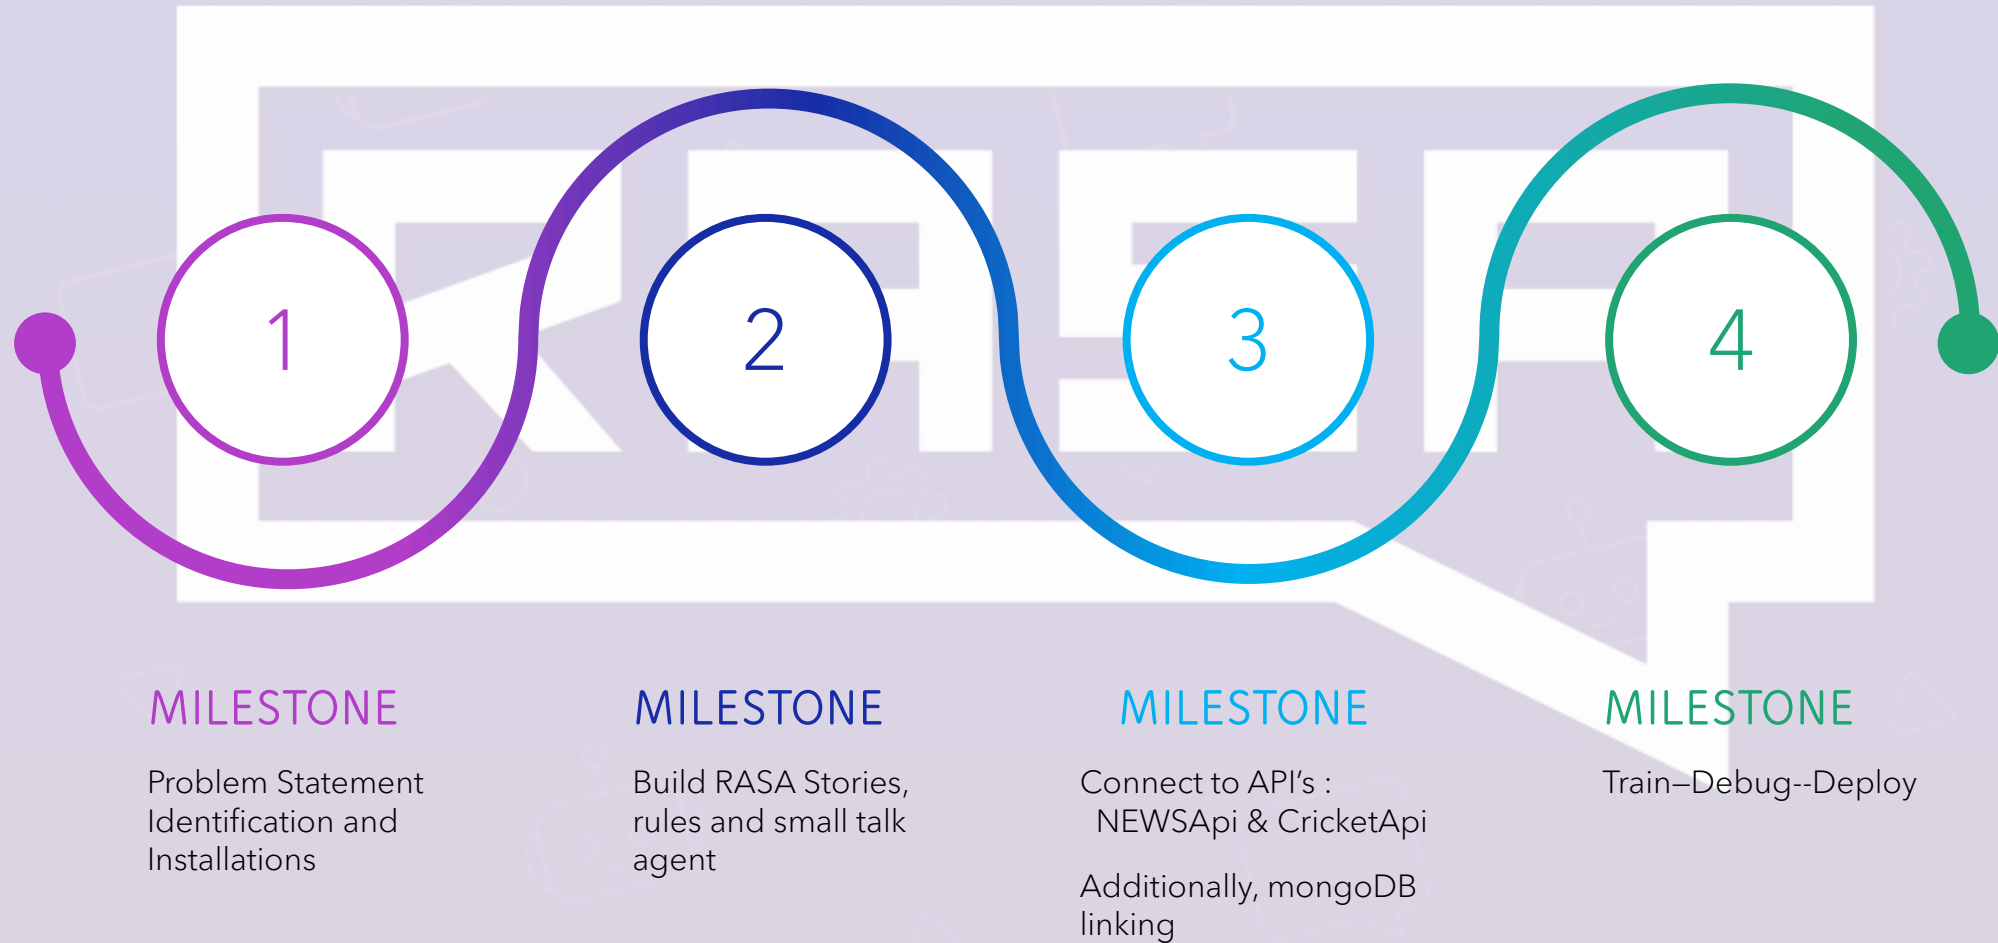 RASA
1
2
3
4
MILESTONE
Problem Statement
Identification and
Installations
MILESTONE
Build RASA Stories,
rules and small talk
agent
MILESTONE
Connect to API's :
NEWSApi & CricketApi
Additionally, mongoDB
linking
MILESTONE
Train–Debug--Deploy